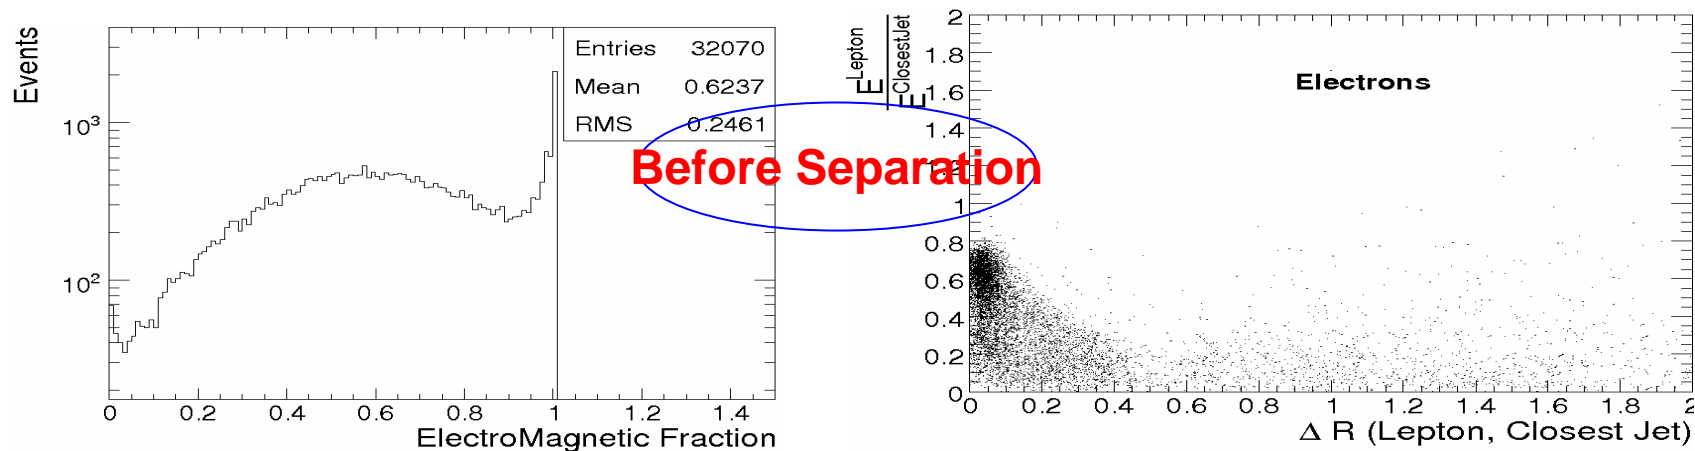 Events
10³
10²
0 0.2 0.4 0.6 0.8 1 1.2 1.4
ElectroMagnetic Fraction
Entries 32070
Mean 0.6237
RMS 0.2461
Before Separation
E^Lepton
E^ClosestJet
Electrons
2
1.8
1.6
1.4
1.2
1
0.8
0.6
0.4
0.2
0
0 0.2 0.4 0.6 0.8 1 1.2 1.4 1.6 1.8 2
Δ R (Lepton, Closest Jet)